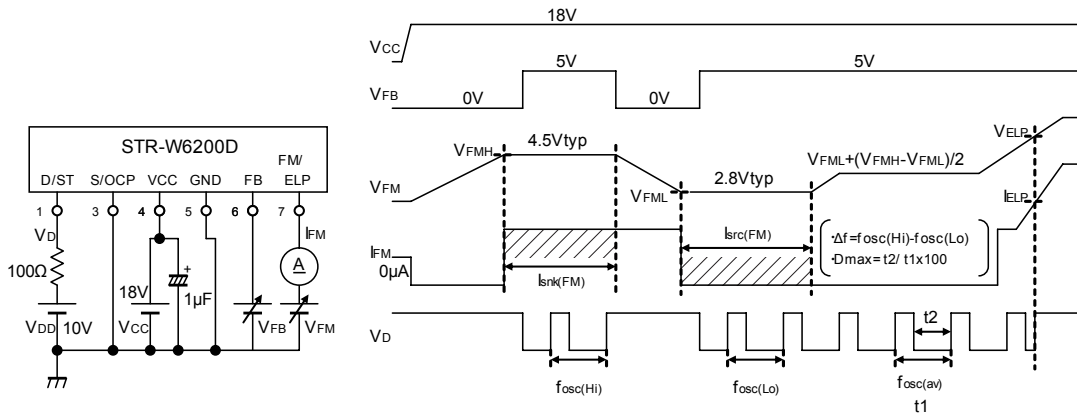 STR-W6200D
FM/
D/ST S/OCP VCC GND FB ELP
1 3 4 5 6 7
VD
IFM
100Ω
A
+
18V
1μF
VDD 10V
VCC
VFB
VFM
18V
VCC
5V 5V
VFB
0V 0V
VELP
VFMH 4.5Vtyp
VFML+(VFMH-VFML)/2
VFM
VFML 2.8Vtyp
IELP
Isrc(FM)
IFM
0μA
Isnk(FM)
・Δf=fosc(Hi)-fosc(Lo)
・Dmax= t2/ t1x100
VD
t2
fosc(Hi) fosc(Lo) fosc(av)
t1